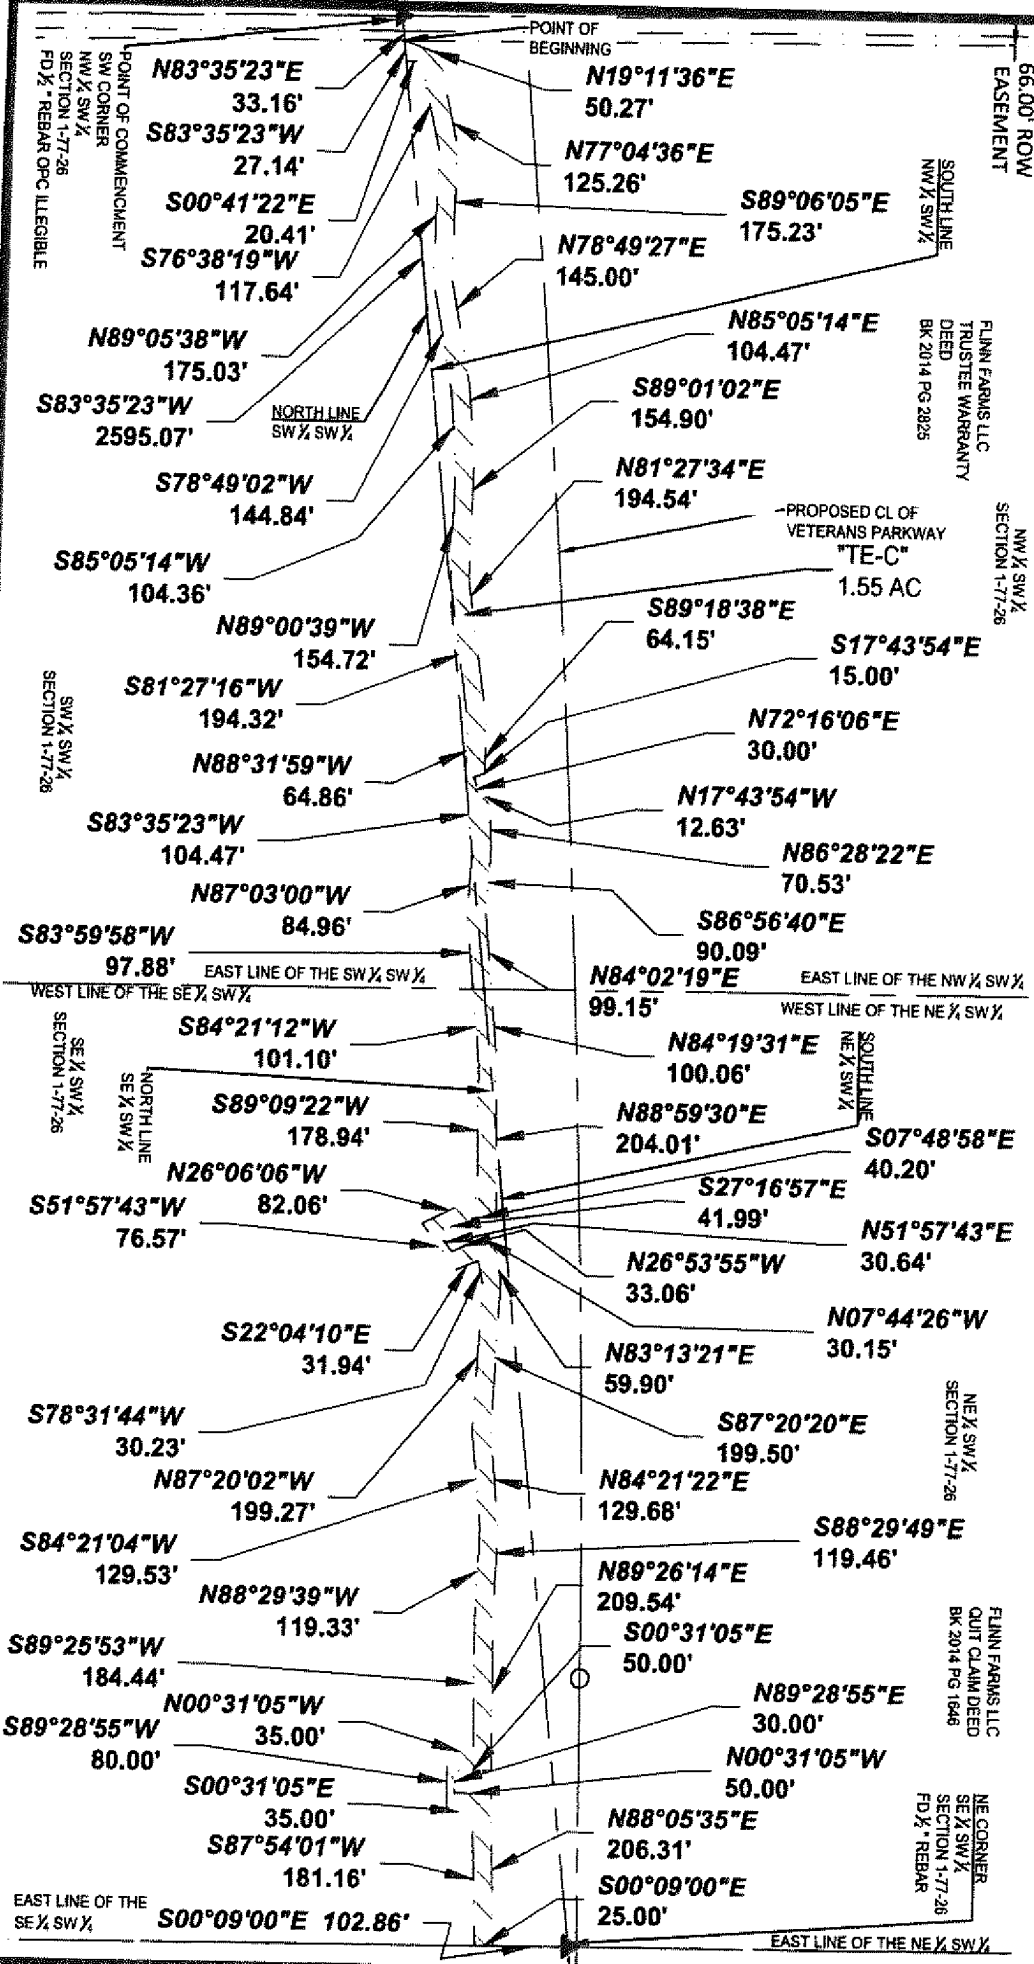 POINT OF
BEGINNING
66.00' ROW
EASEMENT
POINT OF COMMENCMENT
SW CORNER
NW ¼ SW ¼
SECTION 1-77-26
FD ½" REBAR OPC ILLEGIBLE
N83°35'23"E
33.16'
N19°11'36"E
50.27'
S83°35'23"W
27.14'
N77°04'36"E
125.26'
S00°41'22"E
20.41'
S89°06'05"E
175.23'
SOUTH LINE
NW ¼ SW ¼
S76°38'19"W
117.64'
N78°49'27"E
145.00'
N89°05'38"W
175.03'
N85°05'14"E
104.47'
FLINN FARMS LLC
TRUSTEE WARRANTY
DEED
BK 2014 PG 2825
S83°35'23"W
2595.07'
NORTH LINE
SW ¼ SW ¼
S89°01'02"E
154.90'
S78°49'02"W
144.84'
N81°27'34"E
194.54'
PROPOSED CL OF
VETERANS PARKWAY
"TE-C"
1.55 AC
NW ¼ SW ¼
SECTION 1-77-26
S85°05'14"W
104.36'
N89°00'39"W
154.72'
S89°18'38"E
64.15'
S17°43'54"E
15.00'
S81°27'16"W
194.32'
SW ¼ SW ¼
SECTION 1-77-26
N72°16'06"E
30.00'
N88°31'59"W
64.86'
N17°43'54"W
12.63'
S83°35'23"W
104.47'
N86°28'22"E
70.53'
N87°03'00"W
84.96'
S86°56'40"E
90.09'
S83°59'58"W
97.88'
EAST LINE OF THE SW ¼ SW ¼
WEST LINE OF THE SE ¼ SW ¼
N84°02'19"E
99.15'
EAST LINE OF THE NW ¼ SW ¼
WEST LINE OF THE NE ¼ SW ¼
S84°21'12"W
101.10'
N84°19'31"E
100.06'
SOUTH LINE
NE ¼ SW ¼
SE ¼ SW ¼
SECTION 1-77-26
NORTH LINE
SE ¼ SW ¼
S89°09'22"W
178.94'
N88°59'30"E
204.01'
S07°48'58"E
40.20'
N26°06'06"W
82.06'
S27°16'57"E
41.99'
S51°57'43"W
76.57'
N51°57'43"E
30.64'
N26°53'55"W
33.06'
N07°44'26"W
30.15'
S22°04'10"E
31.94'
N83°13'21"E
59.90'
S78°31'44"W
30.23'
S87°20'20"E
199.50'
NE ¼ SW ¼
SECTION 1-77-26
N87°20'02"W
199.27'
N84°21'22"E
129.68'
S84°21'04"W
129.53'
S88°29'49"E
119.46'
N88°29'39"W
119.33'
N89°26'14"E
209.54'
S89°25'53"W
184.44'
S00°31'05"E
50.00'
FLINN FARMS LLC
QUIT CLAIM DEED
BK 2014 PG 1646
N00°31'05"W
35.00'
N89°28'55"E
30.00'
S89°28'55"W
80.00'
N00°31'05"W
50.00'
S00°31'05"E
35.00'
N88°05'35"E
206.31'
NE CORNER
SE ¼ SW ¼
SECTION 1-77-26
FD ½" REBAR
S87°54'01"W
181.16'
S00°09'00"E
25.00'
EAST LINE OF THE
SE ¼ SW ¼
S00°09'00"E 102.86'
EAST LINE OF THE NE ¼ SW ¼